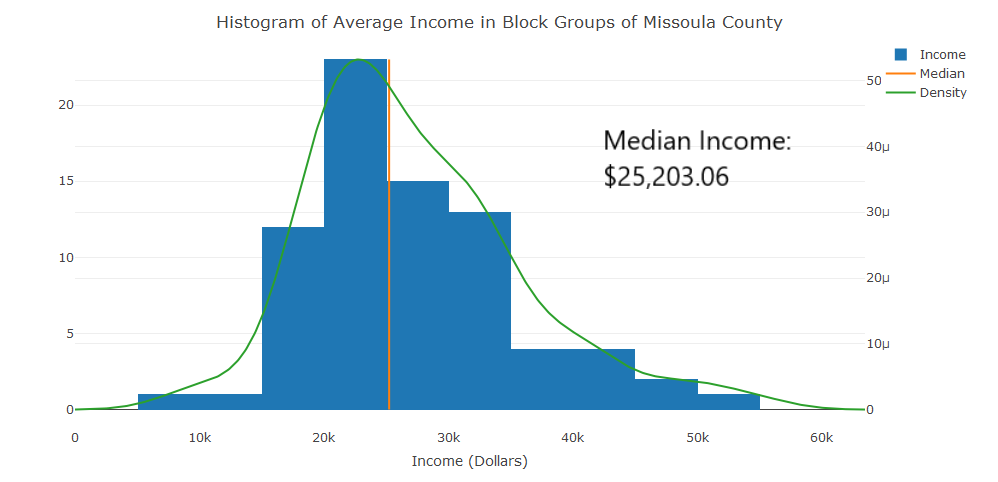 Histogram of Average Income in Block Groups of Missoula County
Income
Median
Density
Median Income:
$25,203.06
20
15
10
5
0
50
40µ
30µ
20µ
10µ
0
0
10k
20k
30k
40k
50k
60k
Income (Dollars)